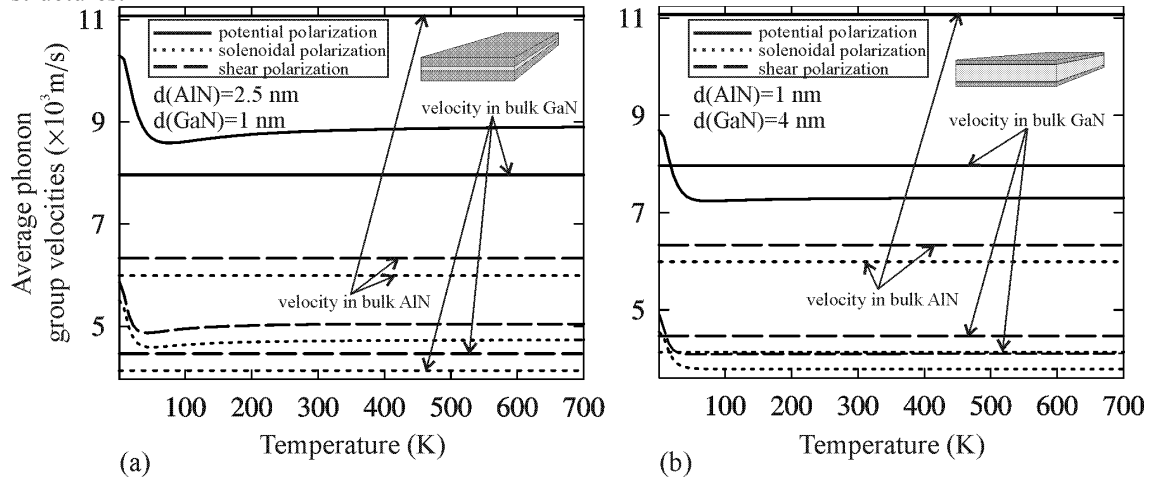 11
9
7
5
Average phonon
group velocities (×10³m/s)
potential polarization
solenoidal polarization
shear polarization
d(AlN)=2.5 nm
d(GaN)=1 nm
velocity in bulk GaN
velocity in bulk AlN
100 200 300 400 500 600 700
Temperature (K)
(a)
11
9
7
5
potential polarization
solenoidal polarization
shear polarization
d(AlN)=1 nm
d(GaN)=4 nm
velocity in bulk GaN
velocity in bulk AlN
0 100 200 300 400 500 600 700
Temperature (K)
(b)